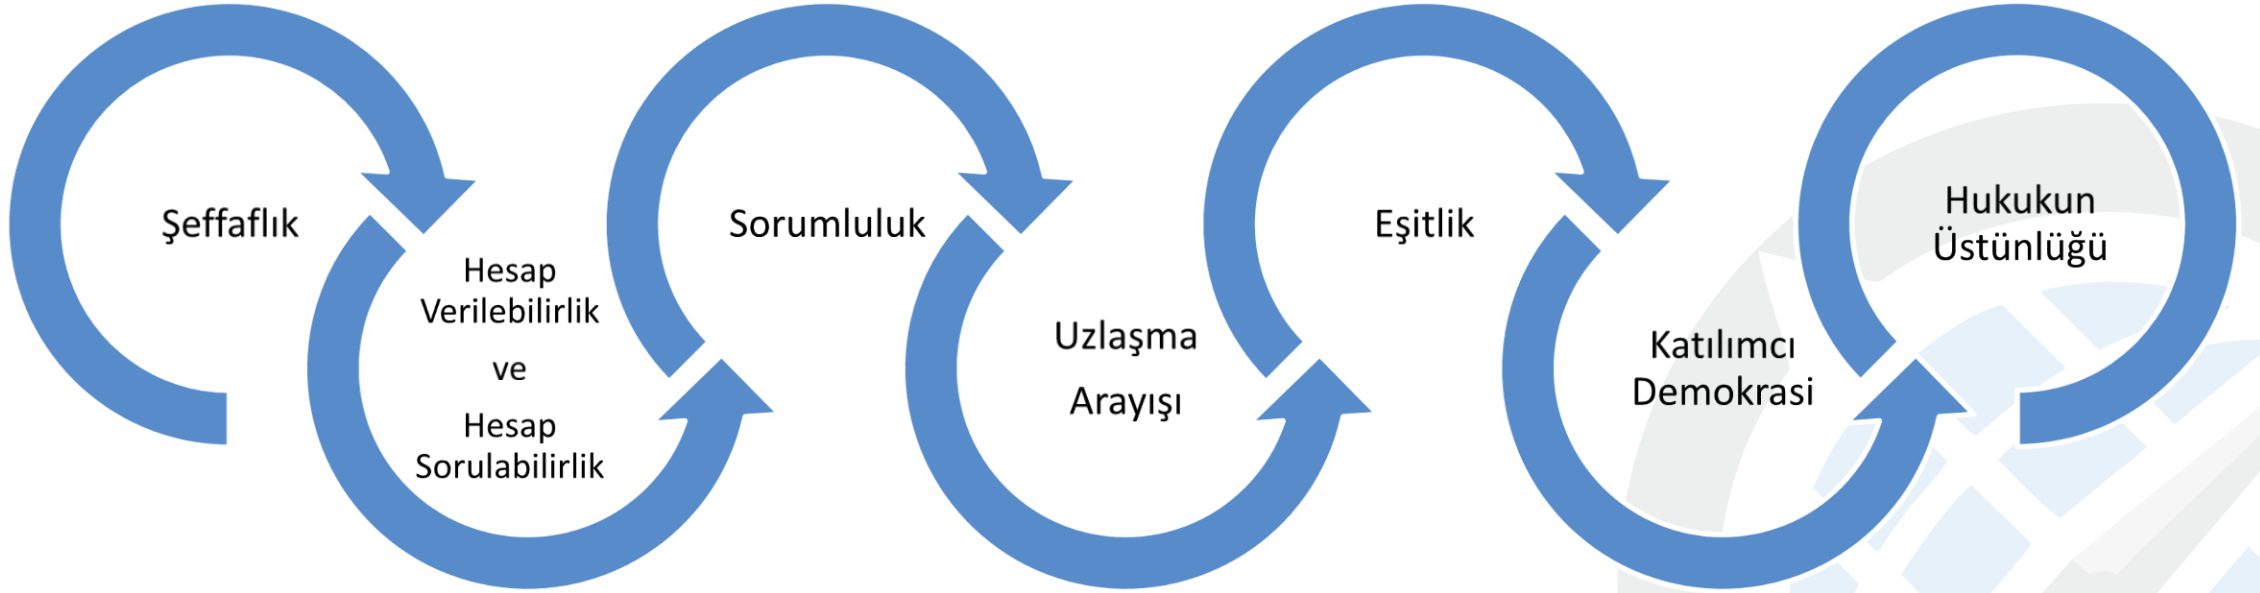 Şeffaflık
Hesap
Verilebilirlik
ve
Hesap
Sorulabilirlik
Sorumluluk
Uzlaşma
Arayışı
Eşitlik
Katılımcı
Demokrasi
Hukukun
Üstünlüğü